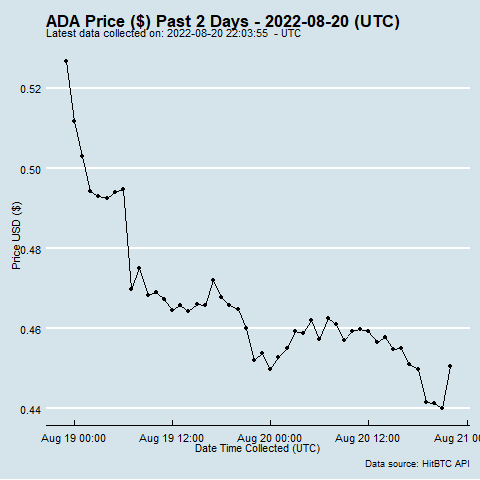 ADA Price ($) Past 2 Days - 2022-08-20 (UTC)
Latest data collected on: 2022-08-20 22:03:55 - UTC
0.52
0.50
0.48
0.46
0.44
Price USD ($)
Aug 19 00:00 Aug 19 12:00 Aug 20 00:00 Aug 20 12:00 Aug 21 0
Date Time Collected (UTC)
Data source: HitBTC API